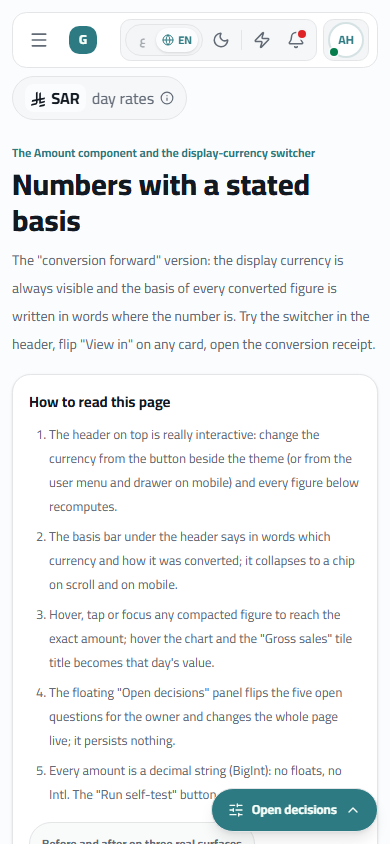 G
ع
EN
AH
SAR day rates
The Amount component and the display-currency switcher
Numbers with a stated
basis
The "conversion forward" version: the display currency is
always visible and the basis of every converted figure is
written in words where the number is. Try the switcher in the
header, flip "View in" on any card, open the conversion receipt.
How to read this page
1. The header on top is really interactive: change the
currency from the button beside the theme (or from the
user menu and drawer on mobile) and every figure below
recomputes.
2. The basis bar under the header says in words which
currency and how it was converted; it collapses to a chip
on scroll and on mobile.
3. Hover, tap or focus any compacted figure to reach the
exact amount; hover the chart and the "Gross sales" tile
title becomes that day's value.
4. The floating "Open decisions" panel flips the five open
questions for the owner and changes the whole page
live; it persists nothing.
5. Every amount is a decimal string (BigInt): no floats, no
Intl. The "Run self-test" button
Open decisions
Before and after on three real surfaces